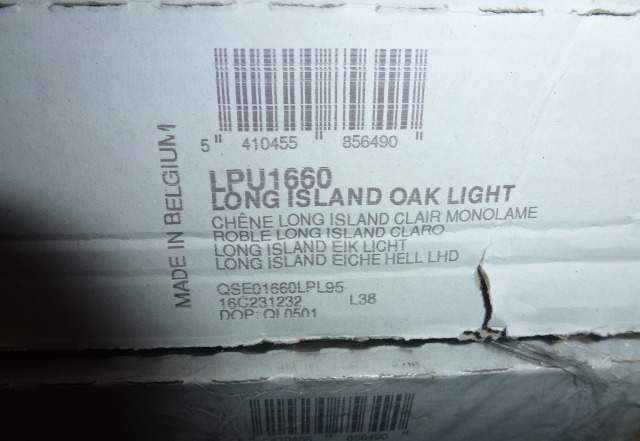 MADE IN BELGIUM
5 410455 856490
LPU1660
LONG ISLAND OAK LIGHT
CHÊNE LONG ISLAND CLAIR MONOLAME
ROBLE LONG ISLAND CLARO
LONG ISLAND EIK LICHT
LONG ISLAND EICHE HELL LHD
QSE01660LPL95
16C231232 L38
DOP: QL0501